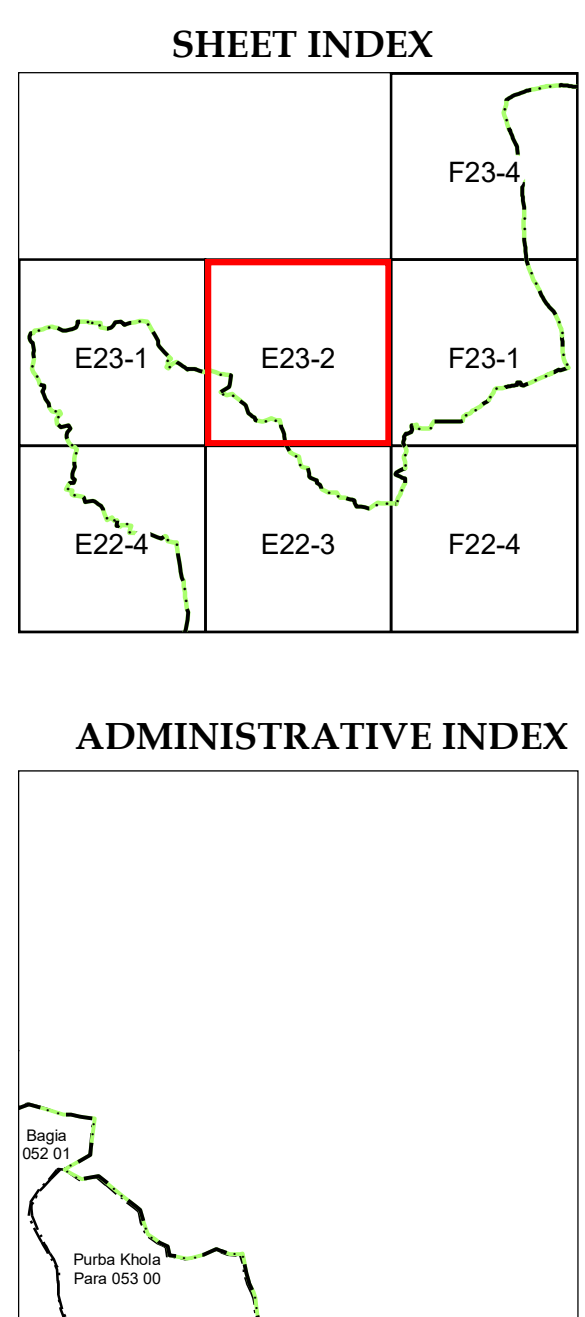 SHEET INDEX
F23-4
E23-1
E23-2
F23-1
E22-4
E22-3
F22-4
ADMINISTRATIVE INDEX
Bagia
052 01
Purba Khola
Para 053 00